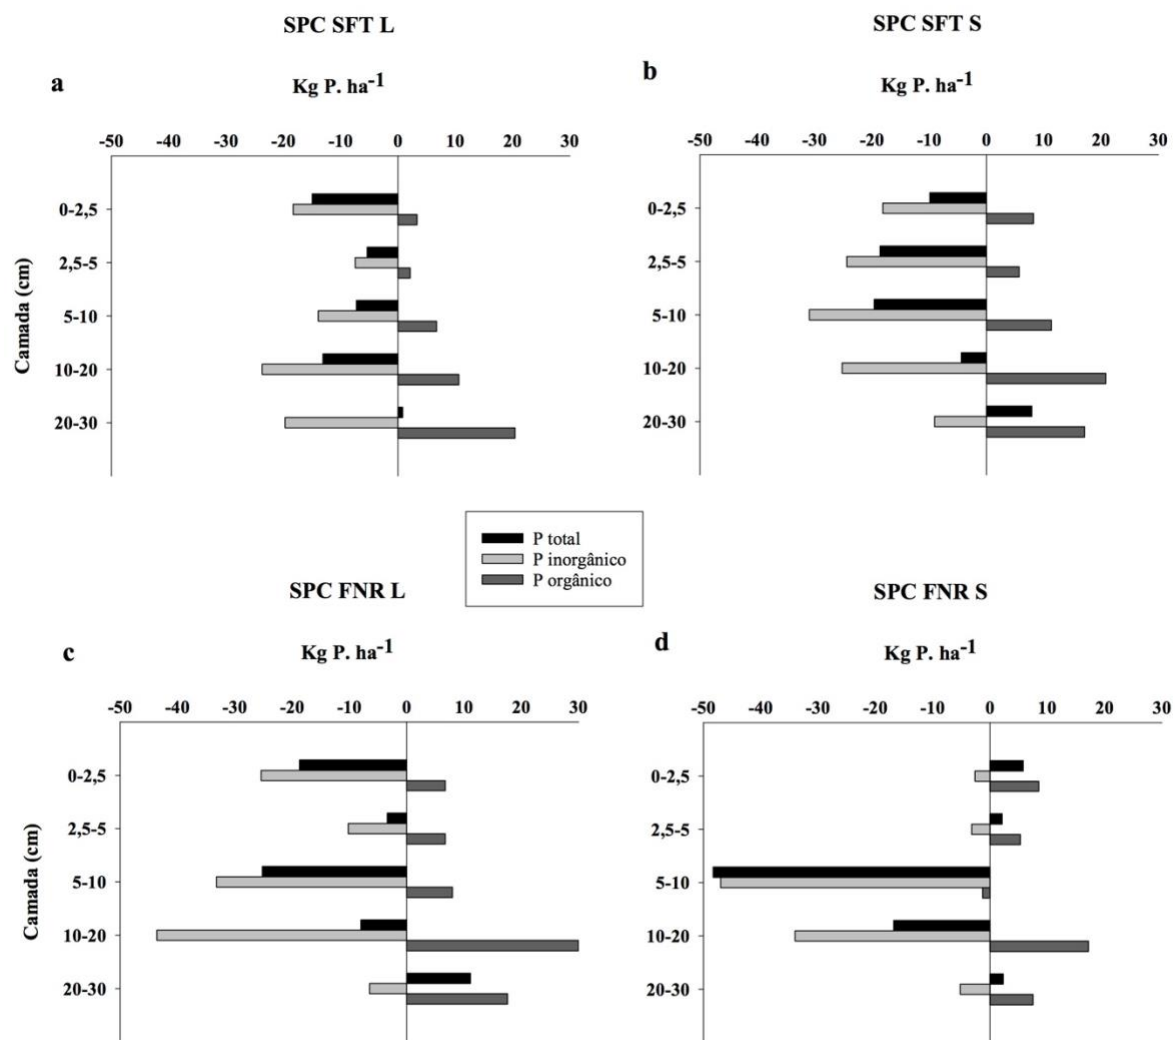 SPC SFT L
a
Kg P. ha-1
-50 -40 -30 -20 -10 0 10 20 30
Camada (cm)
0-2,5
2,5-5
5-10
10-20
20-30
SPC SFT S
b
Kg P. ha-1
-50 -40 -30 -20 -10 0 10 20 30
0-2,5
2,5-5
5-10
10-20
20-30
P total
P inorgânico
P orgânico
SPC FNR L
c
Kg P. ha-1
-50 -40 -30 -20 -10 0 10 20 30
Camada (cm)
0-2,5
2,5-5
5-10
10-20
20-30
SPC FNR S
d
Kg P. ha-1
-50 -40 -30 -20 -10 0 10 20 30
0-2,5
2,5-5
5-10
10-20
20-30